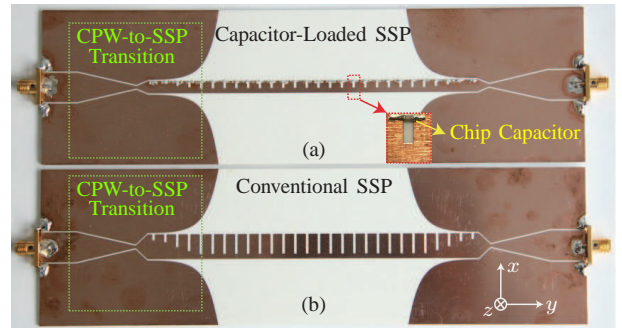 CPW-to-SSP
Transition
Capacitor-Loaded SSP
Chip Capacitor
(a)
CPW-to-SSP
Transition
Conventional SSP
x
z
y
(b)